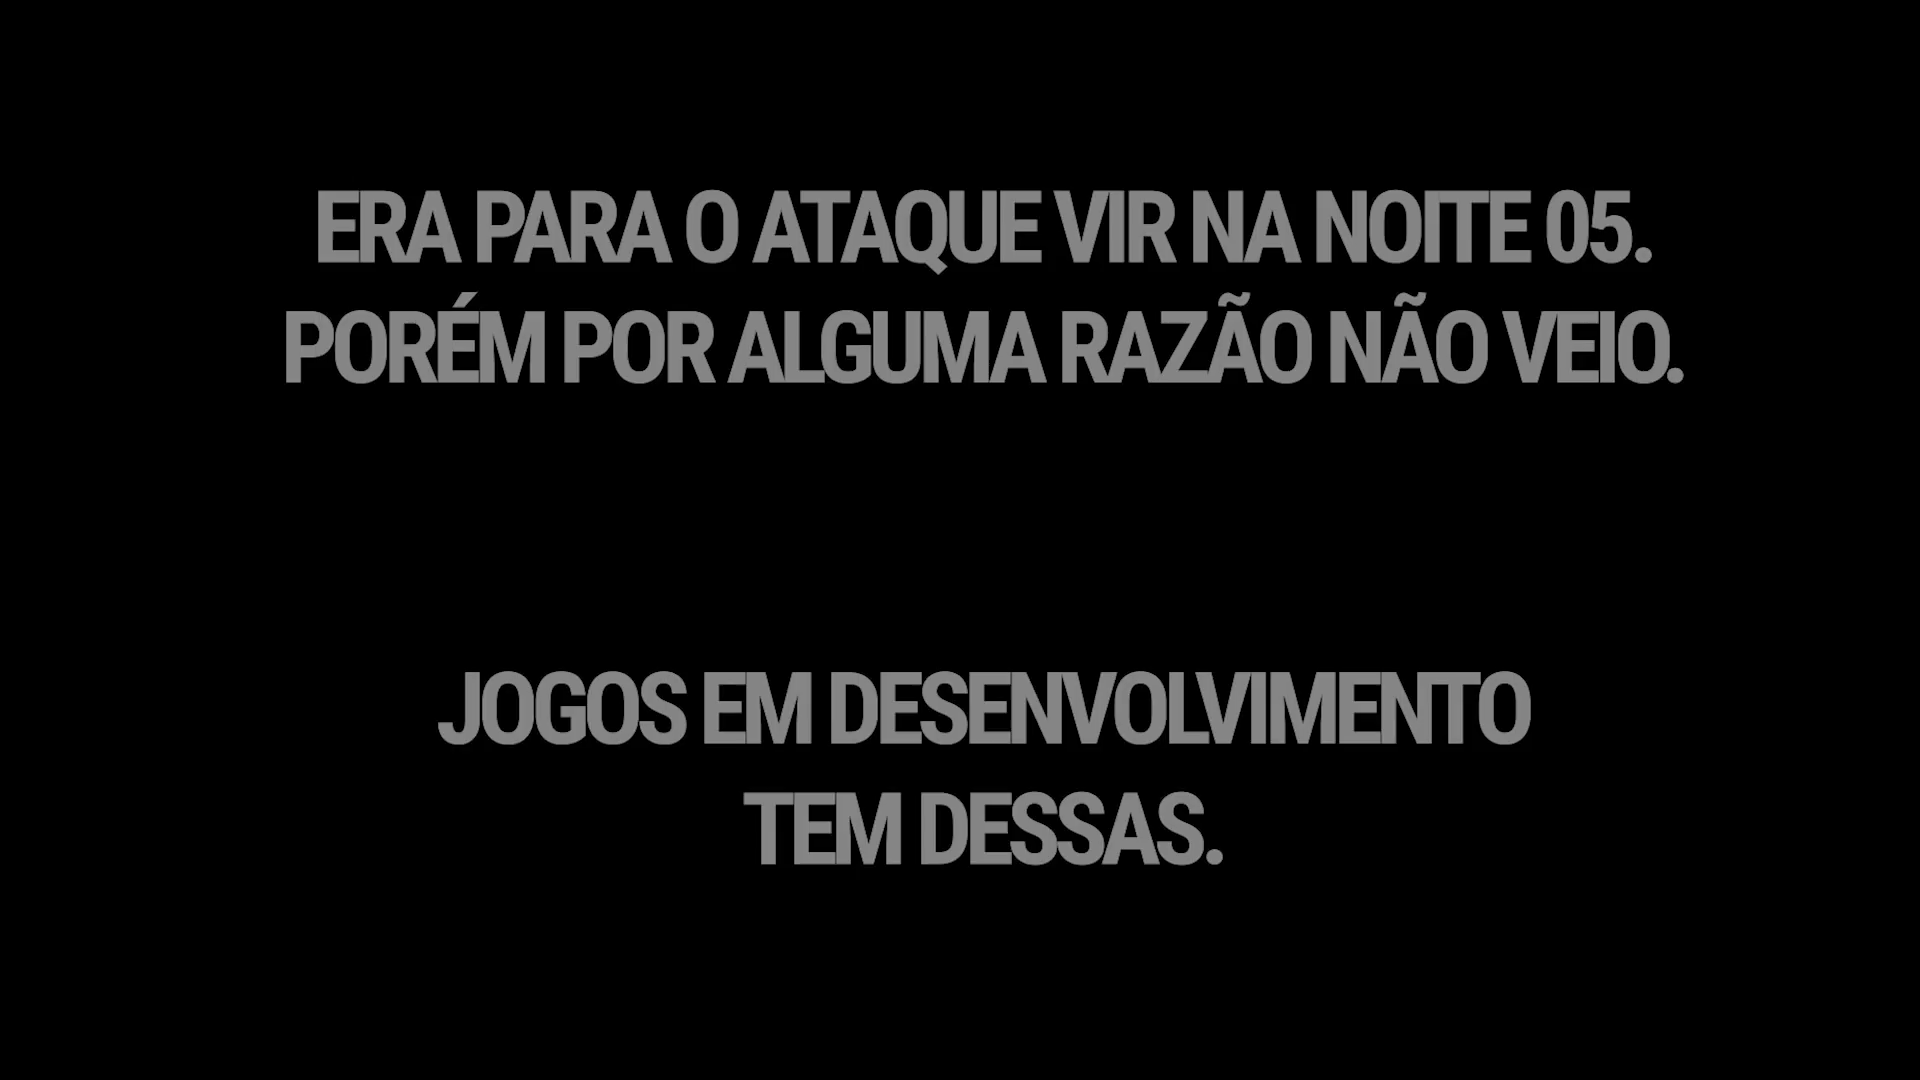 ERA PARA O ATAQUE VIR NA NOITE 05.
PORÉM POR ALGUMA RAZÃO NÃO VEIO.
JOGOS EM DESENVOLVIMENTO
TEM DESSAS.